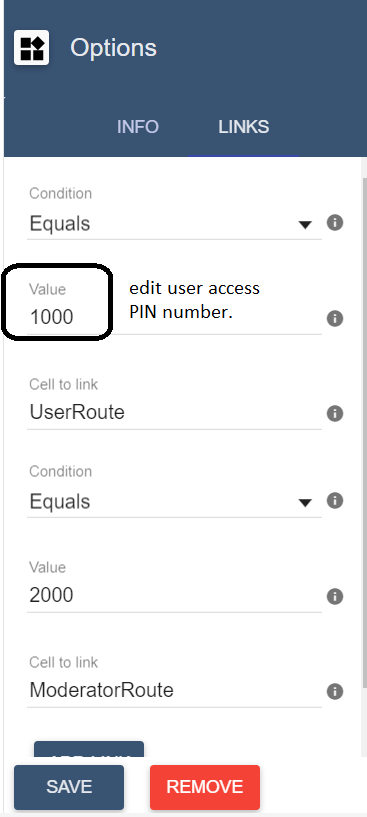 Options
INFO LINKS
Condition
Equals
Value
1000
edit user access
PIN number.
Cell to link
UserRoute
Condition
Equals
Value
2000
Cell to link
ModeratorRoute
SAVE REMOVE